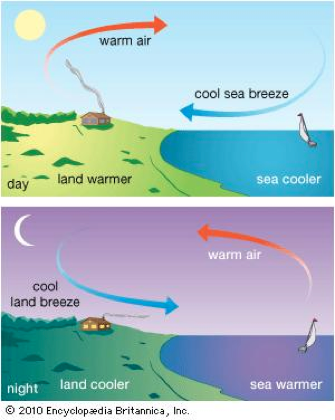 warm air
cool sea breeze
day
land warmer
sea cooler
warm air
cool
land breeze
night
land cooler
sea warmer
© 2010 Encyclopædia Britannica, Inc.